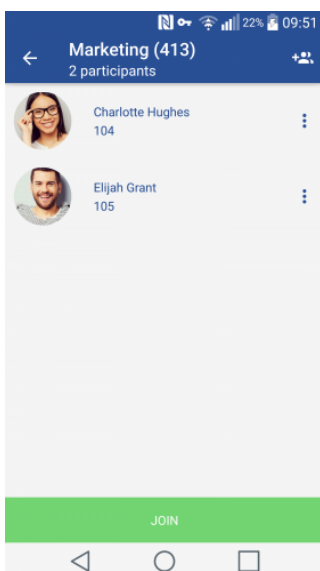 22% 09:51
Marketing (413)
2 participants
Charlotte Hughes
104
Elijah Grant
105
JOIN